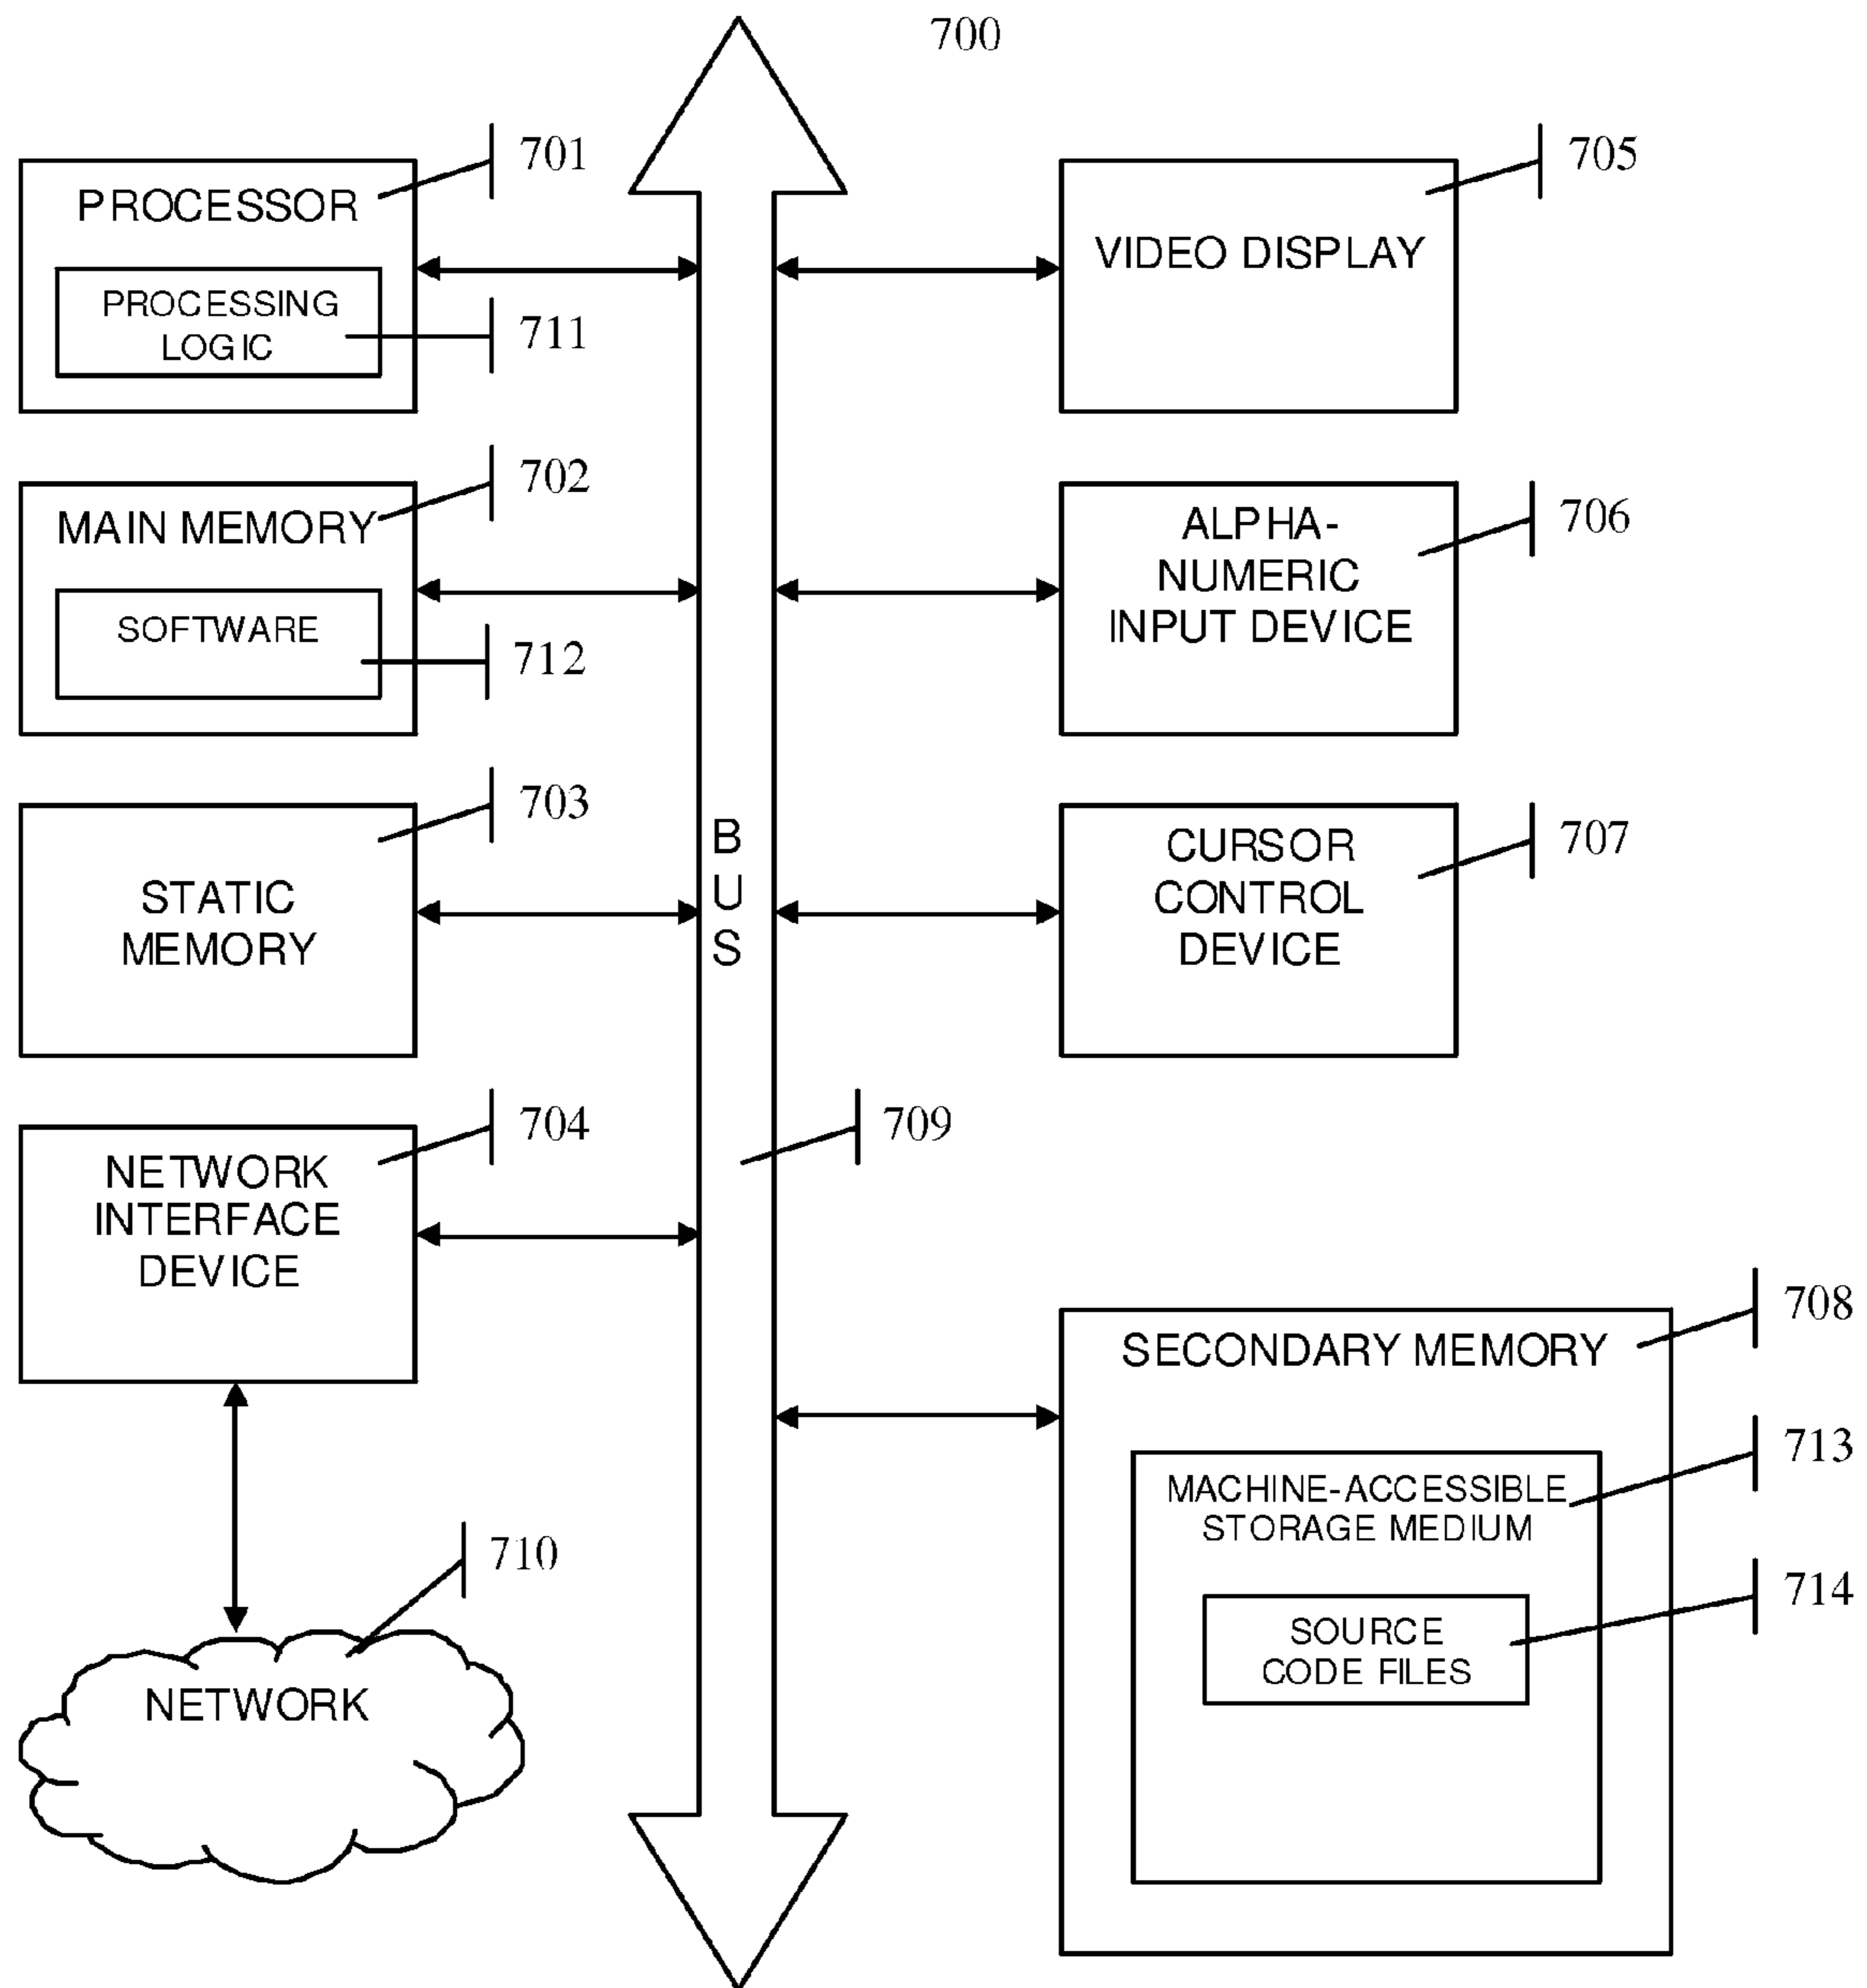 700
701
PROCESSOR
PROCESSING
LOGIC
711
705
VIDEO DISPLAY
702
MAIN MEMORY
SOFTWARE
712
706
ALPHA-
NUMERIC
INPUT DEVICE
703
STATIC
MEMORY
B
U
S
707
CURSOR
CONTROL
DEVICE
704
NETWORK
INTERFACE
DEVICE
709
708
SECONDARY MEMORY
713
MACHINE-ACCESSIBLE
STORAGE MEDIUM
714
SOURCE
CODE FILES
710
NETWORK